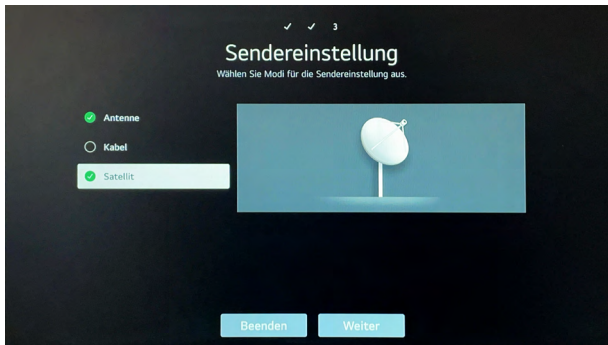 3
Sendereinstellung
Wählen Sie Modi für die Sendereinstellung aus.
Antenne
Kabel
Satellit
Beenden
Weiter